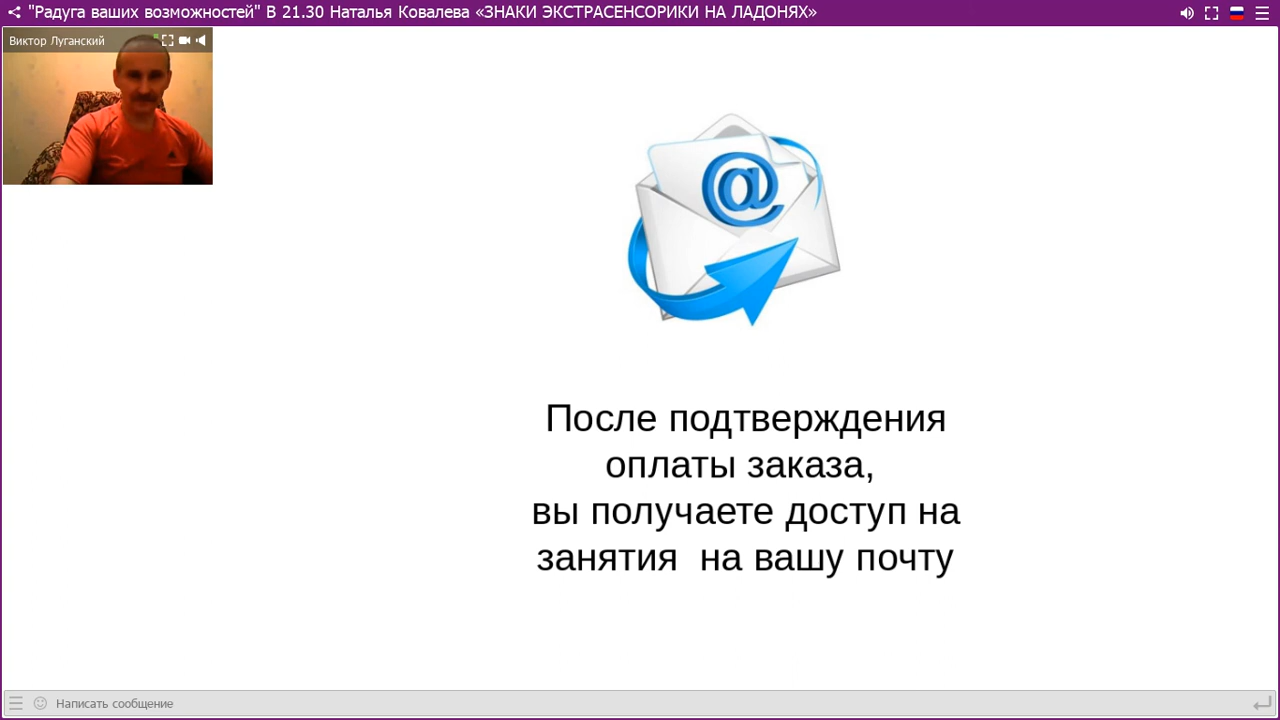 "Радуга ваших возможностей" В 21.30 Наталья Ковалева «ЗНАКИ ЭКСТРАСЕНСОРИКИ НА ЛАДОНЯХ»
Виктор Луганский
@
После подтверждения
оплаты заказа,
вы получаете доступ на
занятия  на вашу почту
Написать сообщение